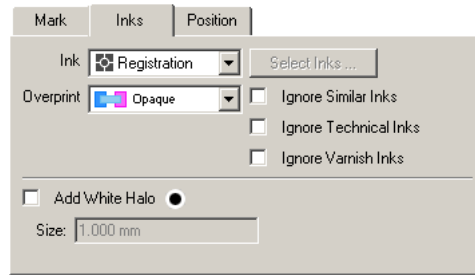 Mark Inks Position
Ink Registration Select Inks ...
Overprint Opaque Ignore Similar Inks
Ignore Technical Inks
Ignore Varnish Inks
Add White Halo
Size: 1.000 mm